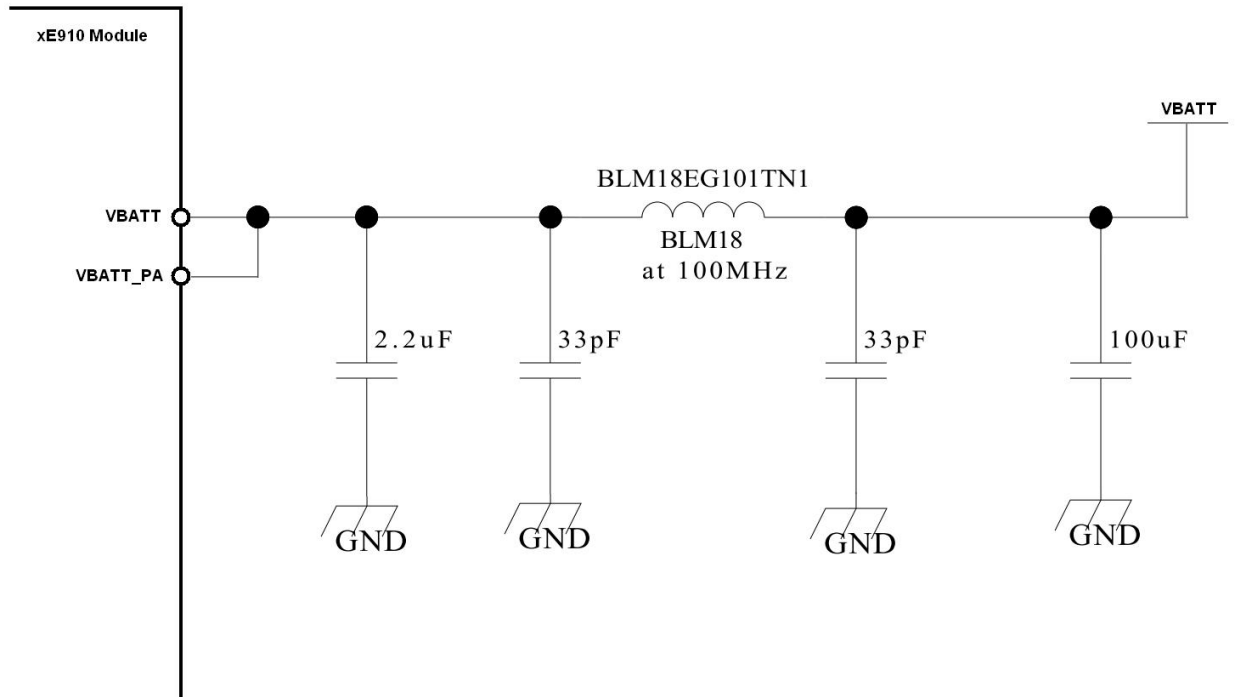 xE910 Module
VBATT
BLM18EG101TN1
VBATT
BLM18
at 100MHz
VBATT_PA
2.2uF
33pF
33pF
100uF
GND
GND
GND
GND